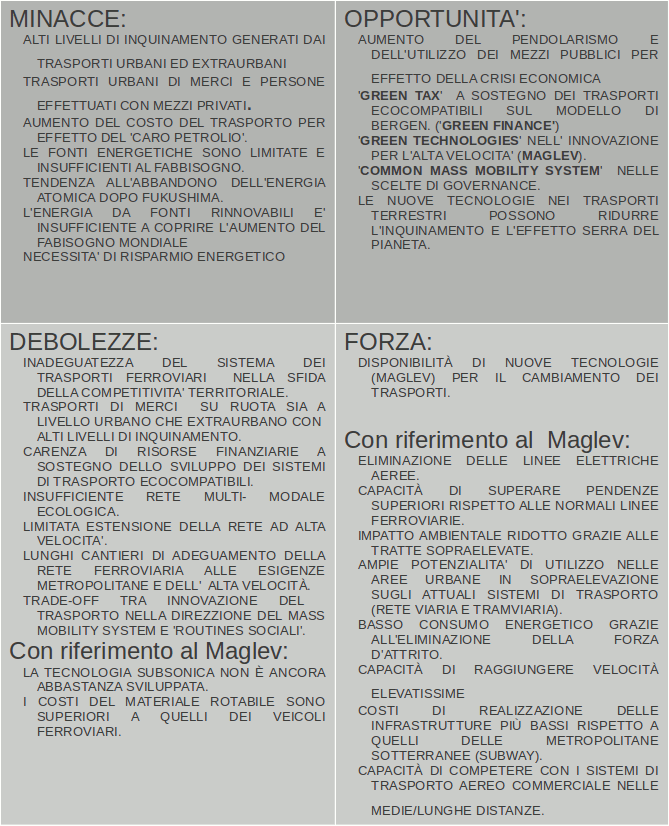 MINACCE:
ALTI LIVELLI DI INQUINAMENTO GENERATI DAI
TRASPORTI URBANI ED EXTRAURBANI
TRASPORTI URBANI DI MERCI E PERSONE
EFFETTUATI CON MEZZI PRIVATI.
AUMENTO DEL COSTO DEL TRASPORTO PER
EFFETTO DEL 'CARO PETROLIO'.
LE FONTI ENERGETICHE SONO LIMITATE E
INSUFFICIENTI AL FABBISOGNO.
TENDENZA ALL'ABBANDONO DELL'ENERGIA
ATOMICA DOPO FUKUSHIMA.
L'ENERGIA DA FONTI RINNOVABILI E'
INSUFFICIENTE A COPRIRE L'AUMENTO DEL
FABISOGNO MONDIALE
NECESSITA' DI RISPARMIO ENERGETICO
OPPORTUNITA':
AUMENTO DEL PENDOLARISMO E
DELL'UTILIZZO DEI MEZZI PUBBLICI PER
EFFETTO DELLA CRISI ECONOMICA
'GREEN TAX' A SOSTEGNO DEI TRASPORTI
ECOCOMPATIBILI SUL MODELLO DI
BERGEN. ('GREEN FINANCE')
'GREEN TECHNOLOGIES' NELL' INNOVAZIONE
PER L'ALTA VELOCITA' (MAGLEV).
'COMMON MASS MOBILITY SYSTEM' NELLE
SCELTE DI GOVERNANCE.
LE NUOVE TECNOLOGIE NEI TRASPORTI
TERRESTRI POSSONO RIDURRE
L'INQUINAMENTO E L'EFFETTO SERRA DEL
PIANETA.
DEBOLEZZE:
INADEGUATEZZA DEL SISTEMA DEI
TRASPORTI FERROVIARI NELLA SFIDA
DELLA COMPETITIVITA' TERRITORIALE.
TRASPORTI DI MERCI SU RUOTA SIA A
LIVELLO URBANO CHE EXTRAURBANO CON
ALTI LIVELLI DI INQUINAMENTO.
CARENZA DI RISORSE FINANZIARIE A
SOSTEGNO DELLO SVILUPPO DEI SISTEMI
DI TRASPORTO ECOCOMPATIBILI.
INSUFFICIENTE RETE MULTI- MODALE
ECOLOGICA.
LIMITATA ESTENSIONE DELLA RETE AD ALTA
VELOCITA'.
LUNGHI CANTIERI DI ADEGUAMENTO DELLA
RETE FERROVIARIA ALLE ESIGENZE
METROPOLITANE E DELL' ALTA VELOCITÀ.
TRADE-OFF TRA INNOVAZIONE DEL
TRASPORTO NELLA DIREZZIONE DEL MASS
MOBILITY SYSTEM E 'ROUTINES SOCIALI'.
Con riferimento al Maglev:
LA TECNOLOGIA SUBSONICA NON È ANCORA
ABBASTANZA SVILUPPATA.
I COSTI DEL MATERIALE ROTABILE SONO
SUPERIORI A QUELLI DEI VEICOLI
FERROVIARI.
FORZA:
DISPONIBILITÀ DI NUOVE TECNOLOGIE
(MAGLEV) PER IL CAMBIAMENTO DEI
TRASPORTI.
Con riferimento al Maglev:
ELIMINAZIONE DELLE LINEE ELETTRICHE
AEREE.
CAPACITÀ DI SUPERARE PENDENZE
SUPERIORI RISPETTO ALLE NORMALI LINEE
FERROVIARIE.
IMPATTO AMBIENTALE RIDOTTO GRAZIE ALLE
TRATTE SOPRAELEVATE.
AMPIE POTENZIALITA' DI UTILIZZO NELLE
AREE URBANE IN SOPRAELEVAZIONE
SUGLI ATTUALI SISTEMI DI TRASPORTO
(RETE VIARIA E TRAMVIARIA).
BASSO CONSUMO ENERGETICO GRAZIE
ALL'ELIMINAZIONE DELLA FORZA
D'ATTRITO.
CAPACITÀ DI RAGGIUNGERE VELOCITÀ
ELEVATISSIME
COSTI DI REALIZZAZIONE DELLE
INFRASTRUTTURE PIÙ BASSI RISPETTO A
QUELLI DELLE METROPOLITANE
SOTTERRANEE (SUBWAY).
CAPACITÀ DI COMPETERE CON I SISTEMI DI
TRASPORTO AEREO COMMERCIALE NELLE
MEDIE/LUNGHE DISTANZE.